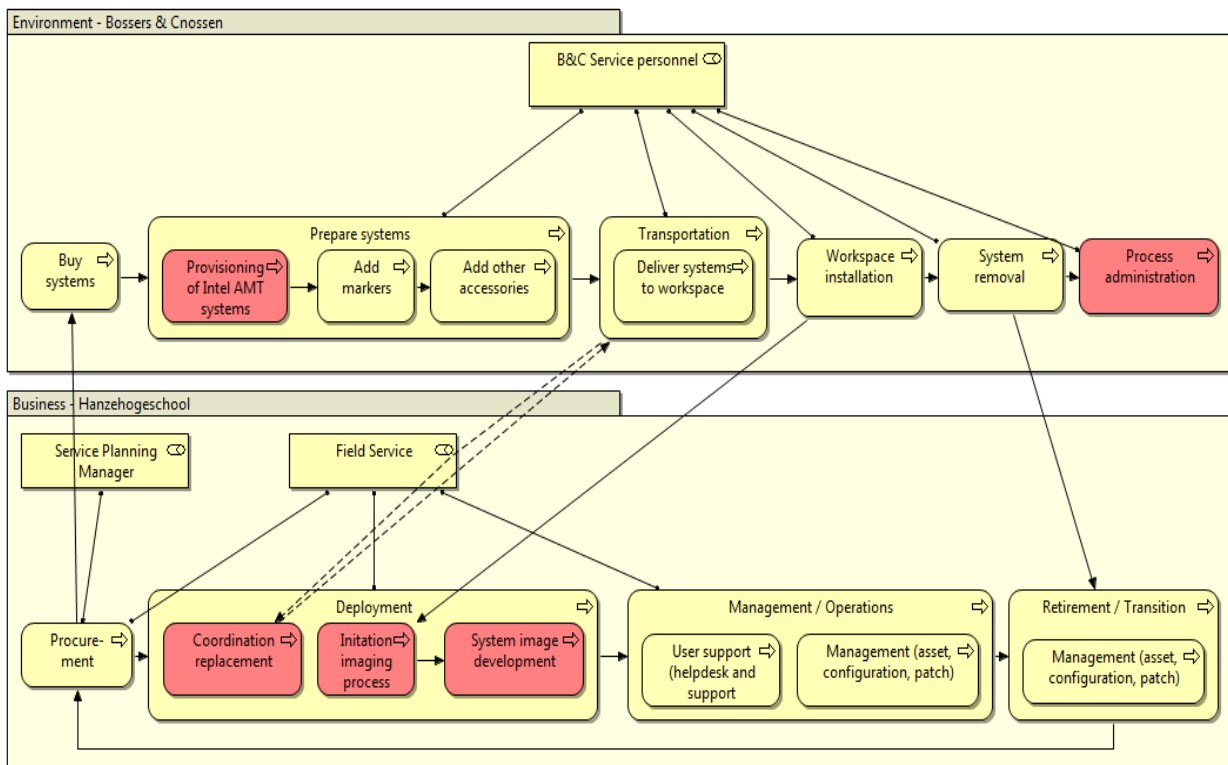 Environment - Bossers & Cnossen
B&C Service personnel
Buy
systems
Prepare systems
Provisioning
of Intel AMT
systems
Add
markers
Add other
accessories
Transportation
Deliver systems
to workspace
Workspace
installation
System
removal
Process
administration
Business - Hanzehogeschool
Service Planning
Manager
Field Service
Procure-
ment
Deployment
Coordination
replacement
Initation
imaging
process
System image
development
Management / Operations
User support
(helpdesk and
support
Management (asset,
configuration, patch)
Retirement / Transition
Management (asset,
configuration, patch)